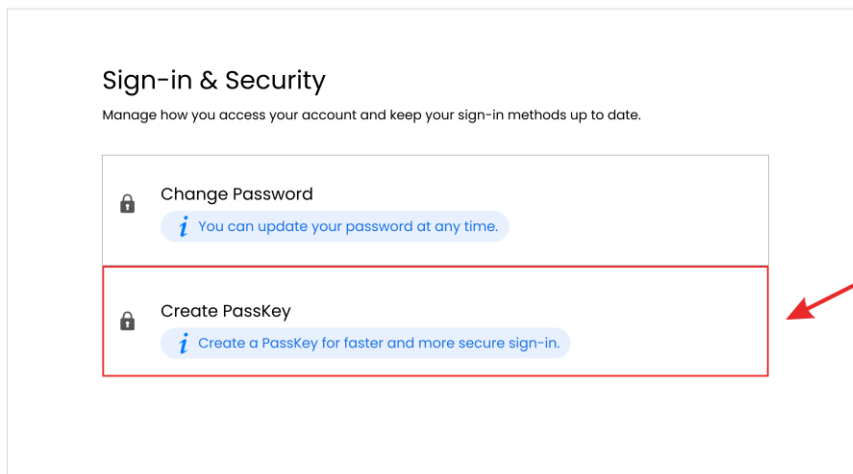 Sign-in & Security
Manage how you access your account and keep your sign-in methods up to date.
Change Password
i You can update your password at any time.
Create PassKey
i Create a PassKey for faster and more secure sign-in.